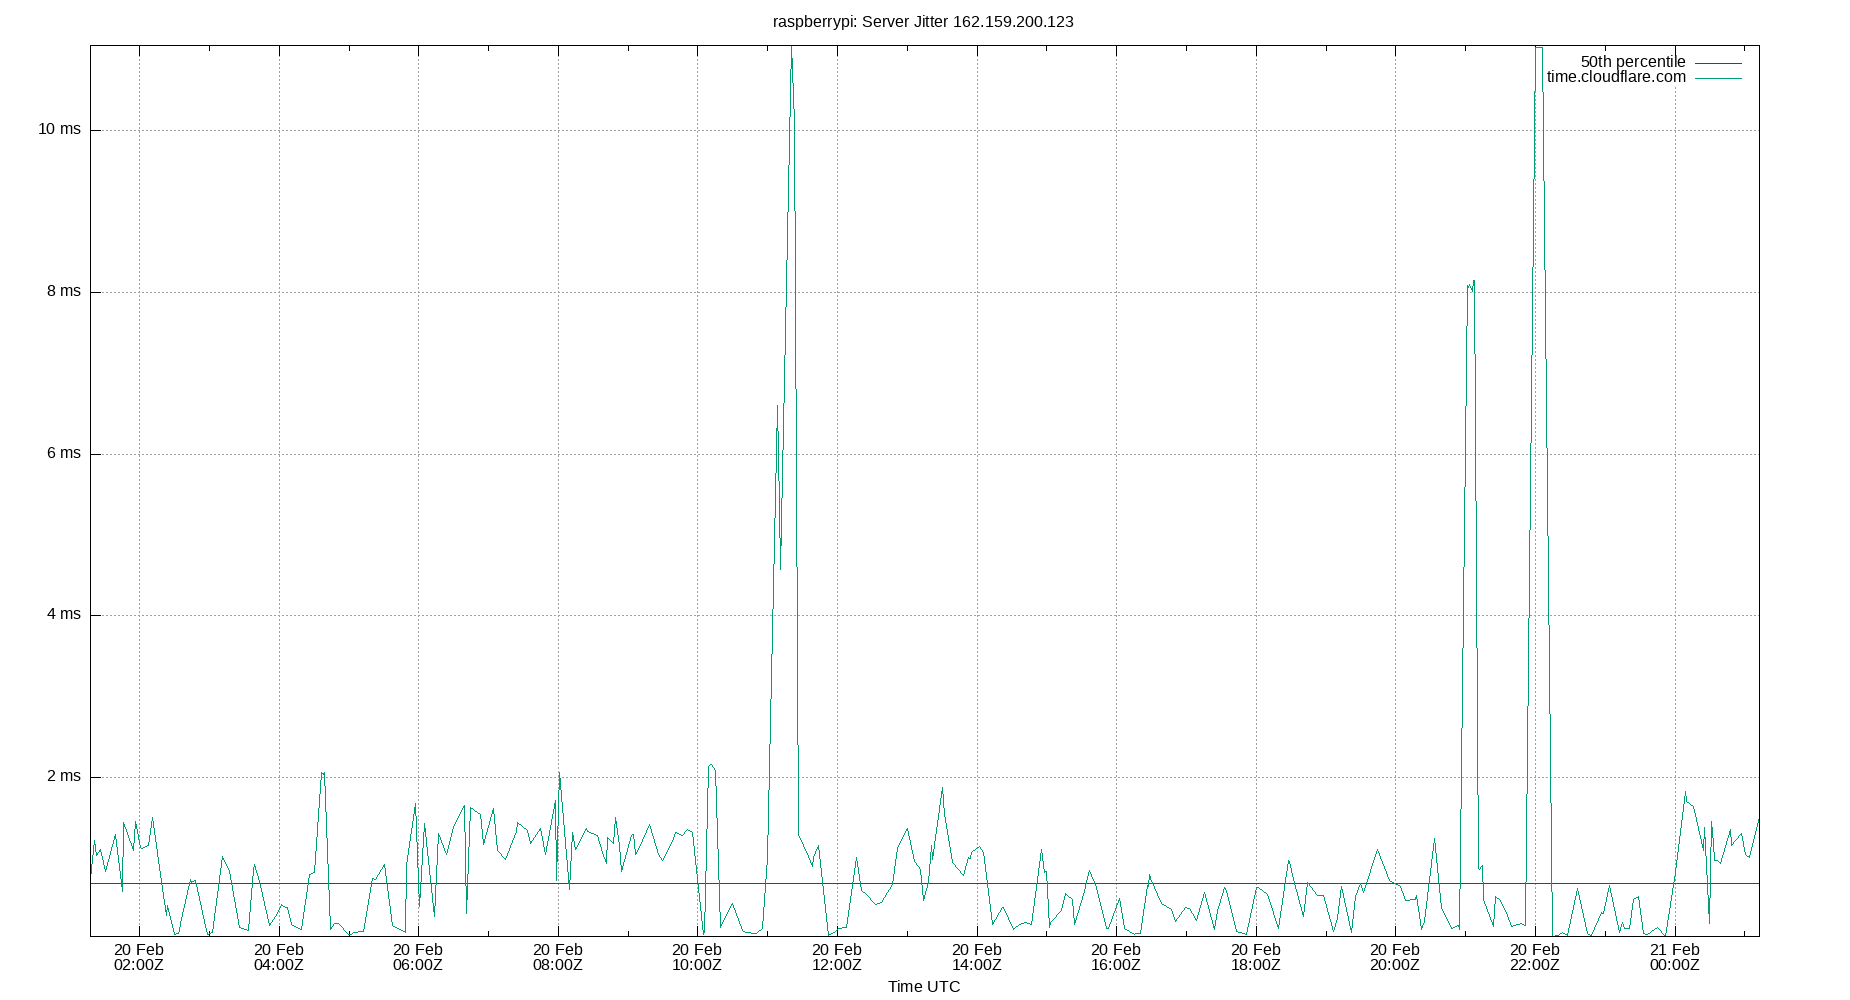 raspberrypi: Server Jitter 162.159.200.123
50th percentile
time.cloudflare.com
10 ms
8 ms
6 ms
4 ms
2 ms
20 Feb 20 Feb 20 Feb 20 Feb 20 Feb 20 Feb 20 Feb 20 Feb 20 Feb 20 Feb 20 Feb 21 Feb
02:00Z 04:00Z 06:00Z 08:00Z 10:00Z 12:00Z 14:00Z 16:00Z 18:00Z 20:00Z 22:00Z 00:00Z
Time UTC